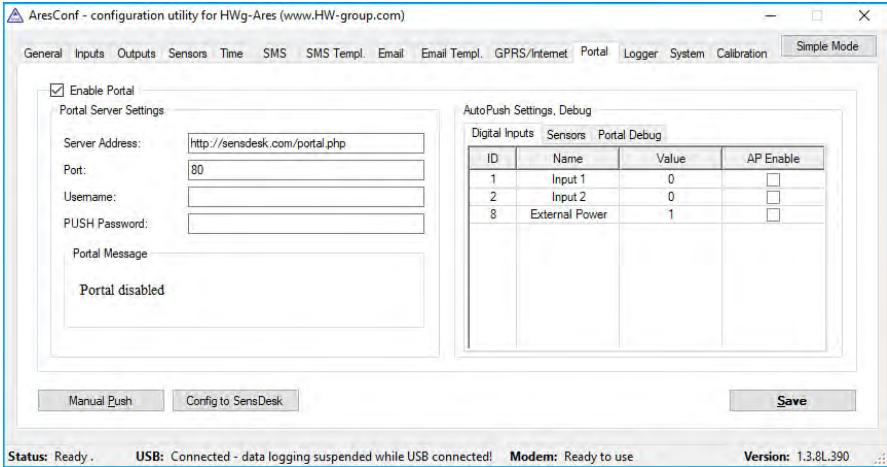 AresConf - configuration utility for HWg-Ares (www.HW-group.com)
General Inputs Outputs Sensors Time SMS SMS Templ. Email Email Templ. GPRS/Internet Portal Logger System Calibration Simple Mode
Enable Portal
Portal Server Settings
Server Address: http://sensdesk.com/portal.php
Port: 80
Username:
PUSH Password:
Portal Message
Portal disabled
AutoPush Settings, Debug
Digital Inputs Sensors Portal Debug
ID Name Value AP Enable
1 Input 1 0
2 Input 2 0
8 External Power 1
Manual Push Config to SensDesk Save
Status: Ready . USB: Connected - data logging suspended while USB connected! Modem: Ready to use Version: 1.3.8L.390